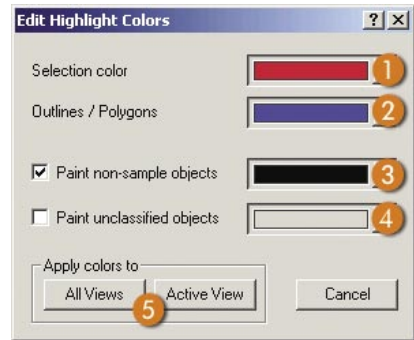 Edit Highlight Colors ? ×
Selection color 1
Outlines / Polygons 2
Paint non-sample objects 3
Paint unclassified objects 4
Apply colors to
All Views 5 Active View Cancel